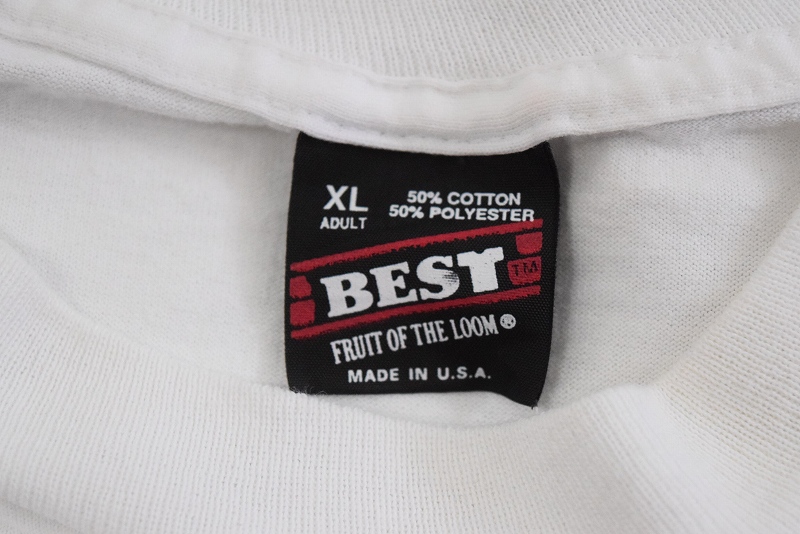 XL
ADULT
50% COTTON
50% POLYESTER
BEST™
FRUIT OF THE LOOM®
MADE IN U.S.A.